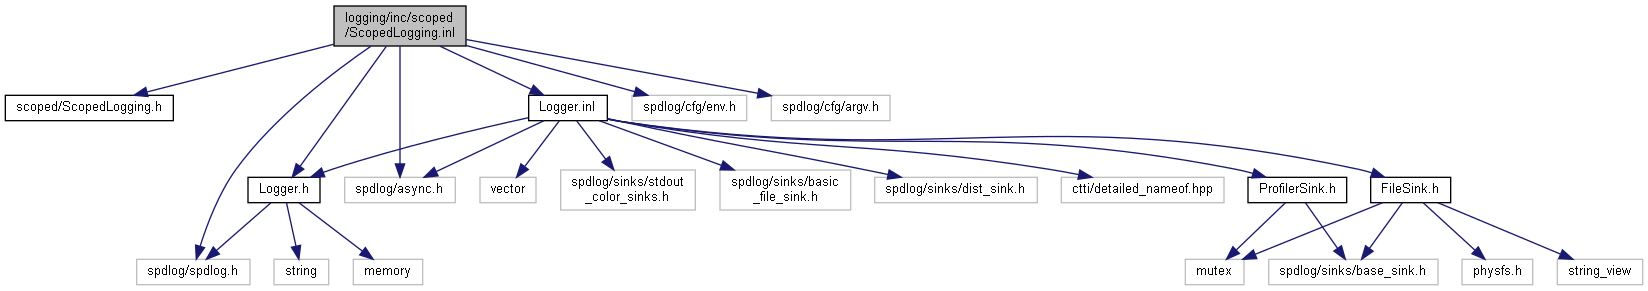 logging/inc/scoped
/ScopedLogging.inl
scoped/ScopedLogging.h
Logger.inl
spdlog/cfg/env.h
spdlog/cfg/argv.h
Logger.h
spdlog/async.h
vector
spdlog/sinks/stdout
_color_sinks.h
spdlog/sinks/basic
_file_sink.h
spdlog/sinks/dist_sink.h
ctti/detailed_nameof.hpp
ProfilerSink.h
FileSink.h
spdlog/spdlog.h
string
memory
mutex
spdlog/sinks/base_sink.h
physfs.h
string_view